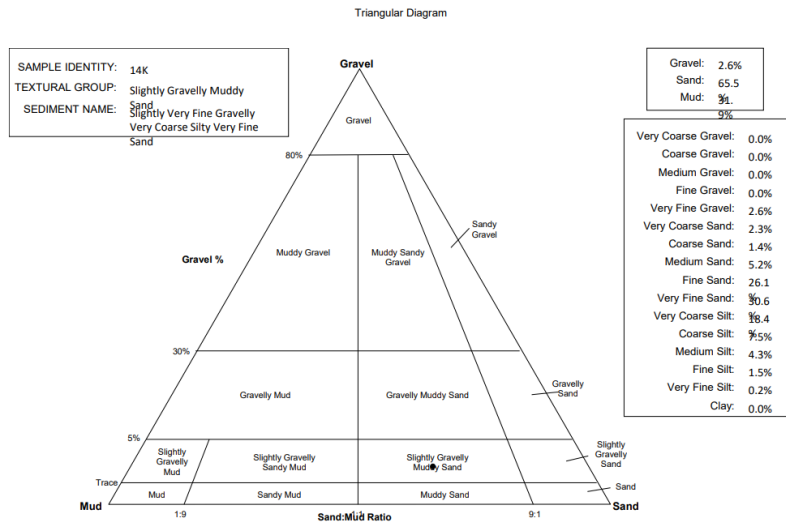 Triangular Diagram
SAMPLE IDENTITY: 14K
TEXTURAL GROUP: Slightly Gravelly Muddy
Sand
SEDIMENT NAME: Slightly Very Fine Gravelly
Very Coarse Silty Very Fine
Sand
Gravel: 2.6%
Sand: 65.5
%
Mud: 31.
9%
Very Coarse Gravel: 0.0%
Coarse Gravel: 0.0%
Medium Gravel: 0.0%
Fine Gravel: 0.0%
Very Fine Gravel: 2.6%
Very Coarse Sand: 2.3%
Coarse Sand: 1.4%
Medium Sand: 5.2%
Fine Sand: 26.1
%
Very Fine Sand: 30.6
%
Very Coarse Silt: 18.4
%
Coarse Silt: 7.5%
Medium Silt: 4.3%
Fine Silt: 1.5%
Very Fine Silt: 0.2%
Clay: 0.0%
Gravel
Gravel
80%
Sandy
Gravel
Muddy Gravel
Muddy Sandy
Gravel
Gravel %
30%
Gravelly Mud
Gravelly Muddy Sand
Gravelly
Sand
5%
Slightly
Gravelly
Mud
Slightly Gravelly
Sandy Mud
Slightly Gravelly
Muddy Sand
Slightly
Gravelly
Sand
Trace
Mud
Sandy Mud
Muddy Sand
Sand
Mud
1:9
1:1
9:1
Sand
Sand:Mud Ratio